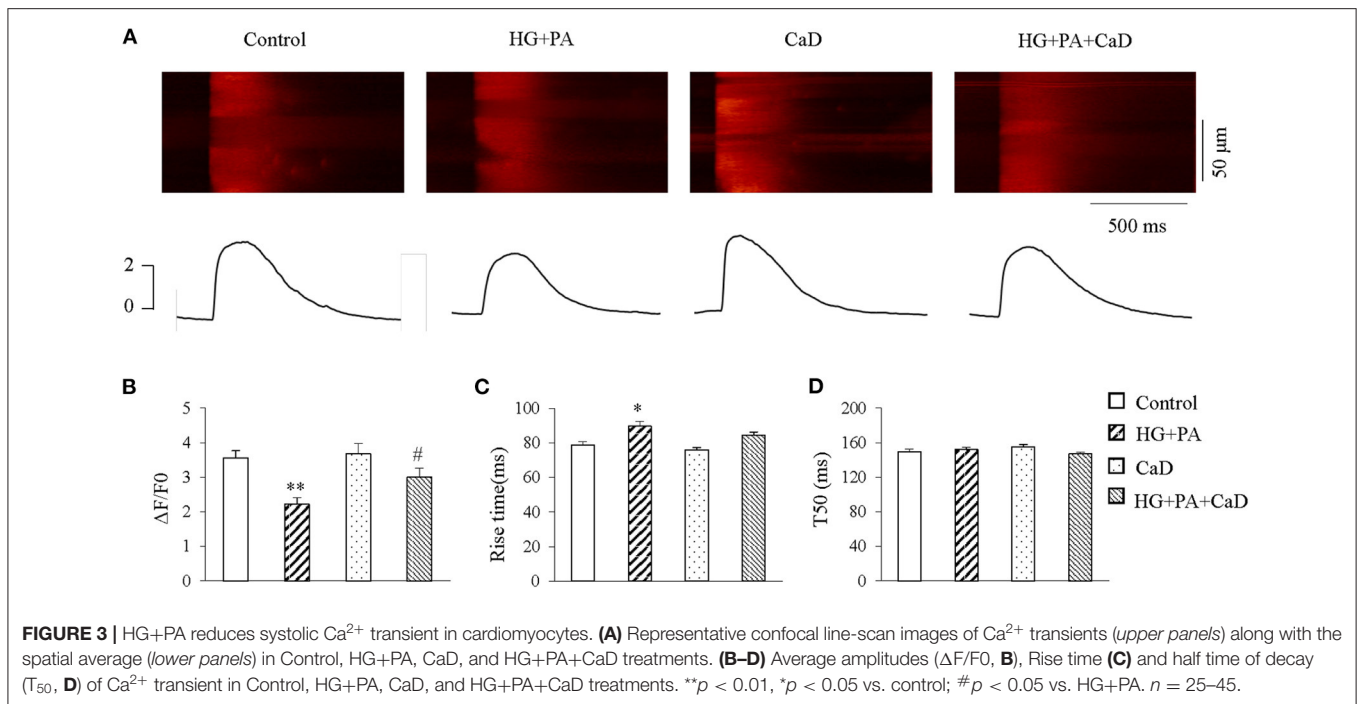 A
Control
HG+PA
CaD
HG+PA+CaD
50 μm
500 ms
2
0
B
5
4
3
2
1
0
ΔF/F0
**
#
C
100
80
60
40
20
0
Rise time(ms)
*
D
200
160
120
80
40
0
T50 (ms)
Control
HG+PA
CaD
HG+PA+CaD
FIGURE 3 | HG+PA reduces systolic Ca²⁺ transient in cardiomyocytes. (A) Representative confocal line-scan images of Ca²⁺ transients (upper panels) along with the
spatial average (lower panels) in Control, HG+PA, CaD, and HG+PA+CaD treatments. (B–D) Average amplitudes (ΔF/F0, B), Rise time (C) and half time of decay
(T₅₀, D) of Ca²⁺ transient in Control, HG+PA, CaD, and HG+PA+CaD treatments. **p < 0.01, *p < 0.05 vs. control; #p < 0.05 vs. HG+PA. n = 25–45.